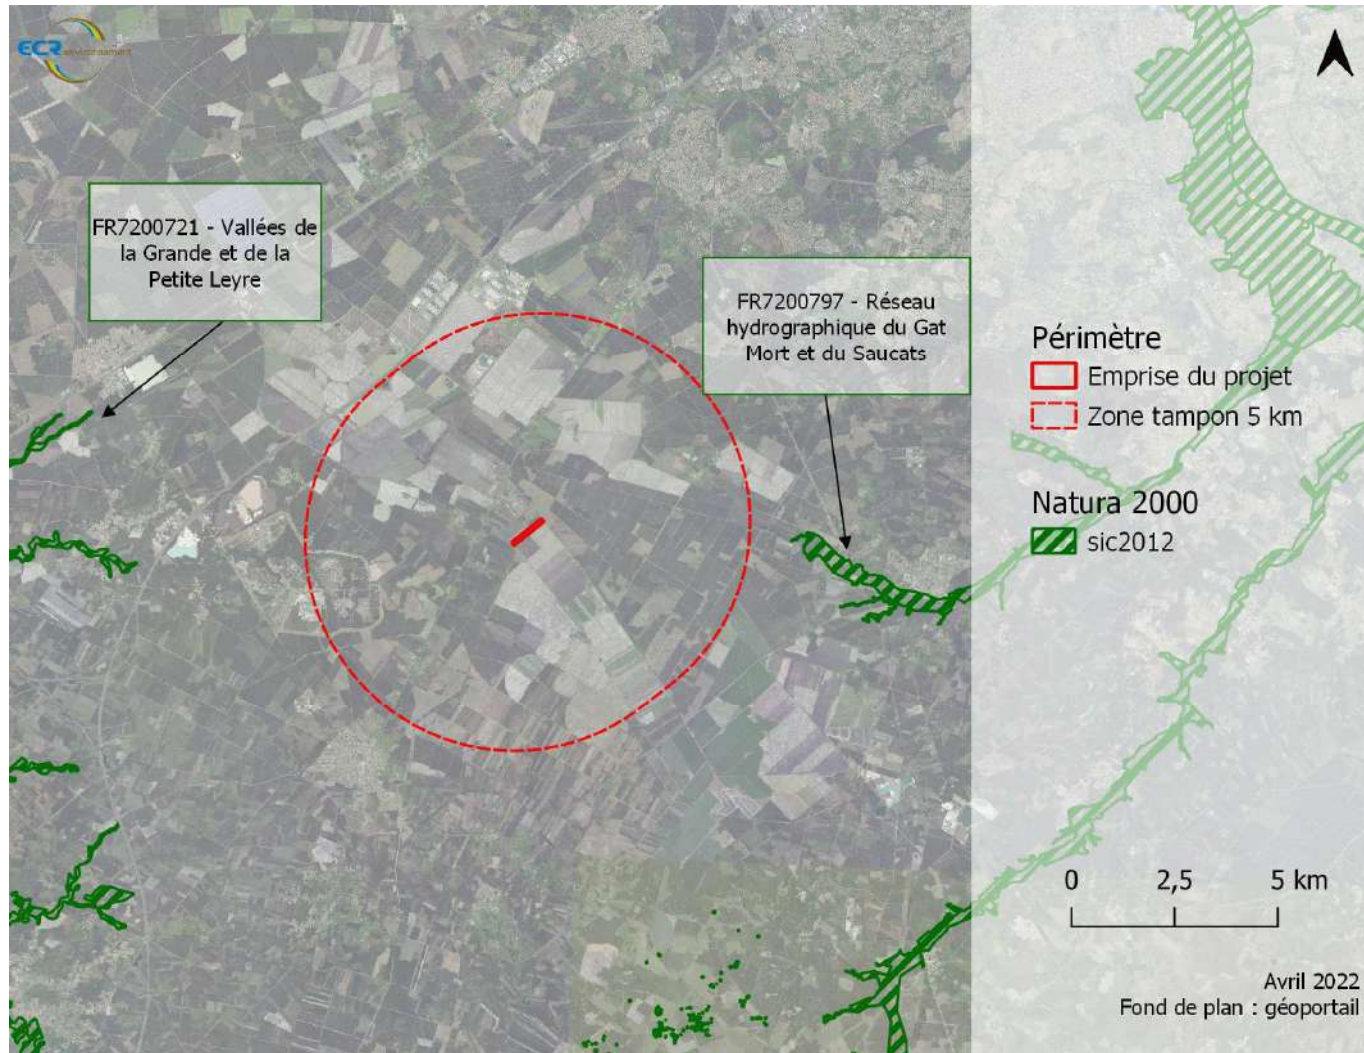 ECR environnement
FR7200721 - Vallées de
la Grande et de la
Petite Leyre
FR7200797 - Réseau
hydrographique du Gat
Mort et du Saucats
Périmètre
Emprise du projet
Zone tampon 5 km
Natura 2000
sic2012
0 2,5 5 km
Avril 2022
Fond de plan : géoportail